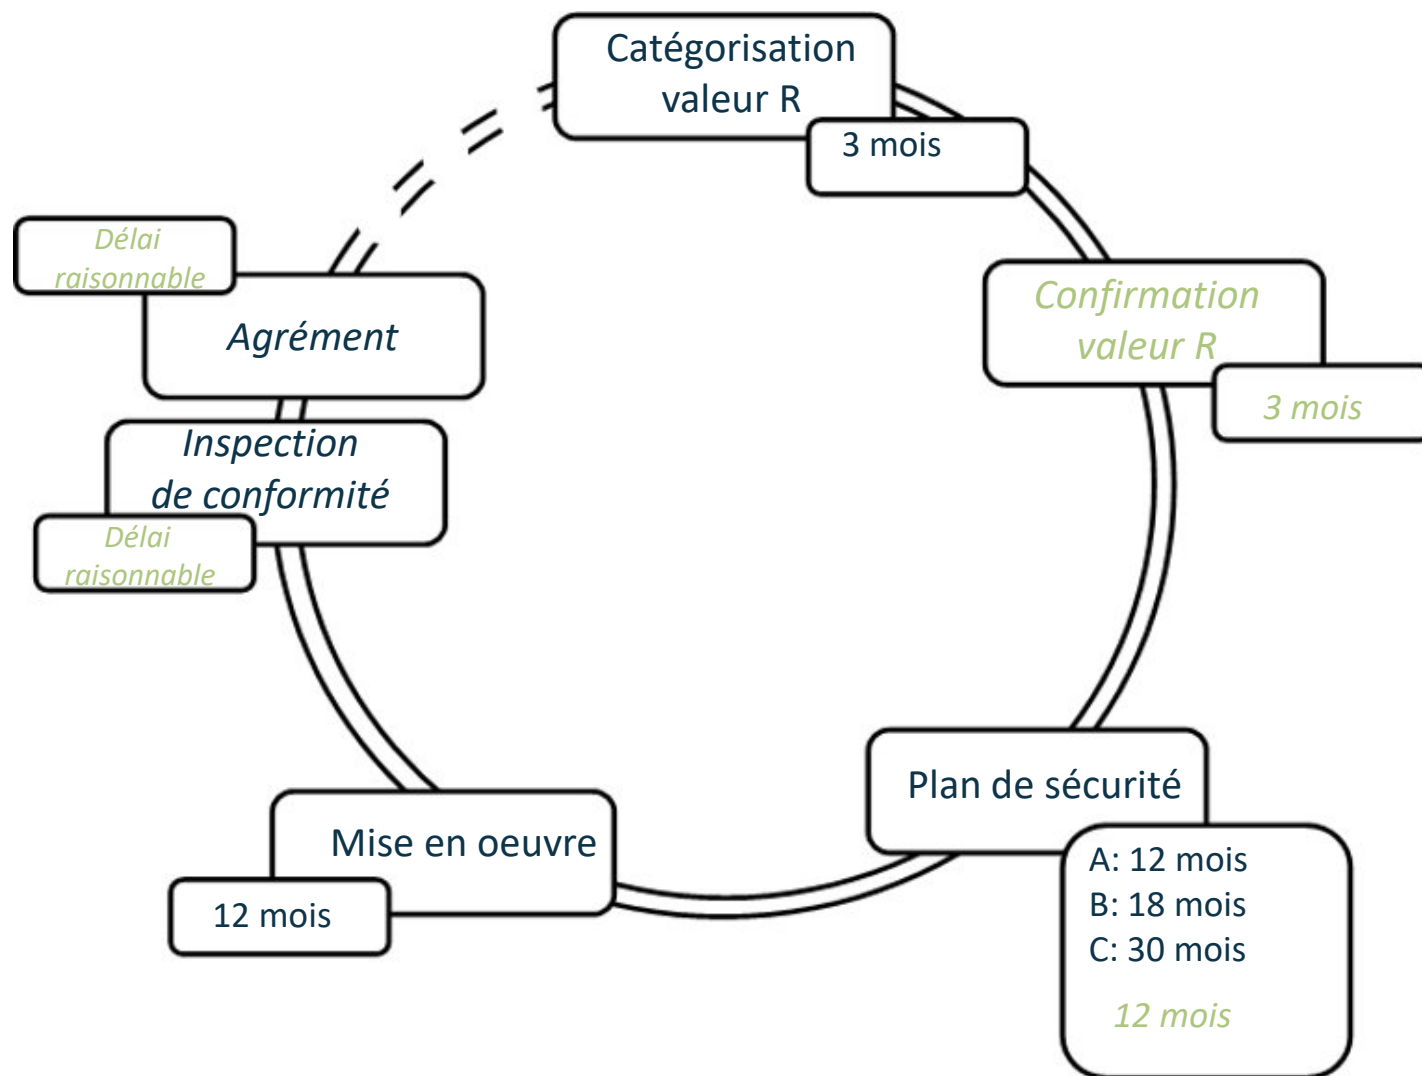 Catégorisation
valeur R
3 mois
Confirmation
valeur R
3 mois
Plan de sécurité
A: 12 mois
B: 18 mois
C: 30 mois
12 mois
Mise en oeuvre
12 mois
Inspection
de conformité
Délai
raisonnable
Agrément
Délai
raisonnable